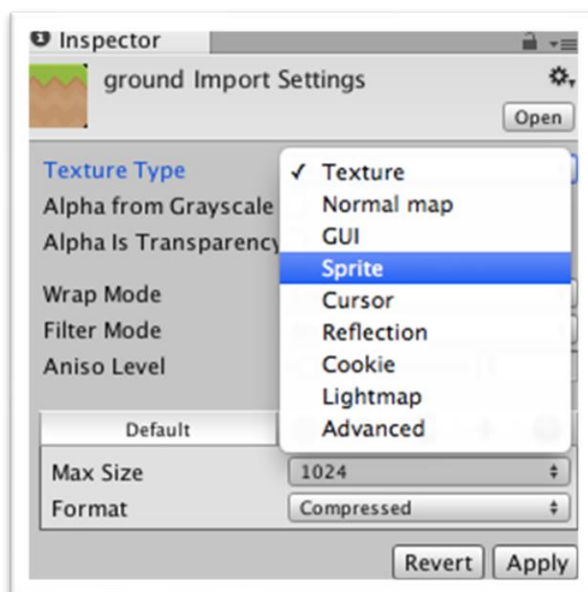 Inspector
ground Import Settings
Open
Texture Type
✓ Texture
Alpha from Grayscale
Normal map
GUI
Alpha Is Transparency
Sprite
Wrap Mode
Cursor
Filter Mode
Reflection
Aniso Level
Cookie
Lightmap
Default
Advanced
Max Size 1024
Format Compressed
Revert Apply